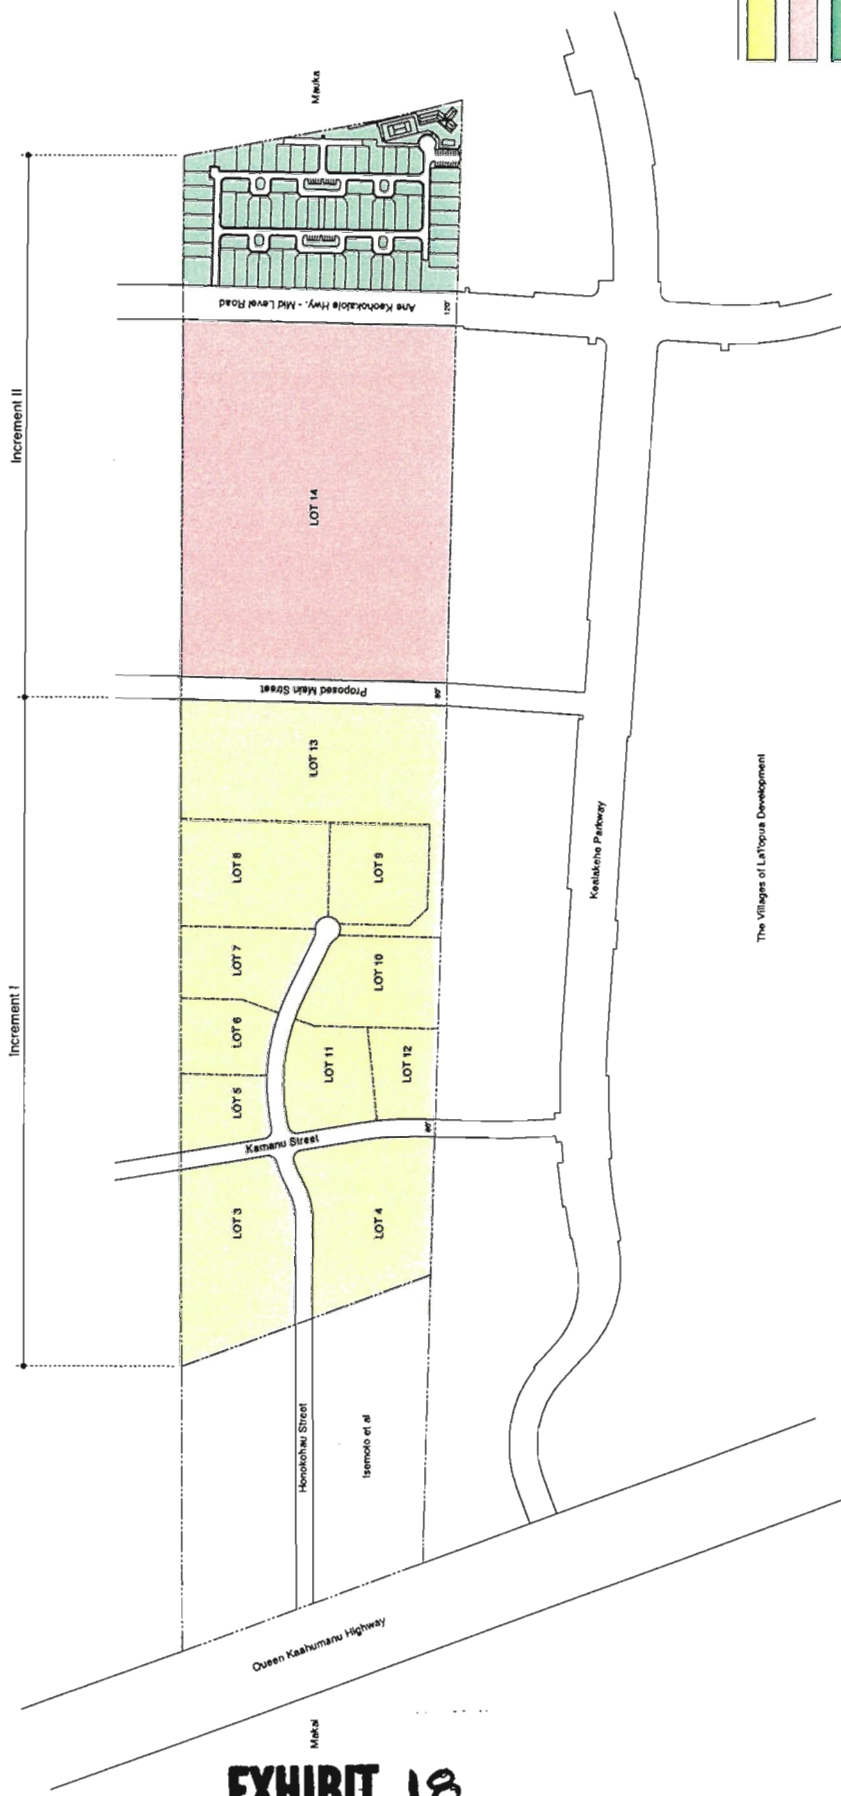 Mauka
Increment II
Ane Keohokalole Hwy. - Mid Level Road
120'
LOT 14
Proposed Main Street
80'
LOT 13
LOT 8
LOT 9
LOT 7
LOT 10
LOT 6
LOT 11
LOT 12
LOT 5
Increment I
Kamanu Street
60'
LOT 3
LOT 4
Kealakehe Parkway
The Villages of La'i'opua Development
Honokohau Street
Isemoto et al
Queen Kaahumanu Highway
Makai
EXHIBIT 18